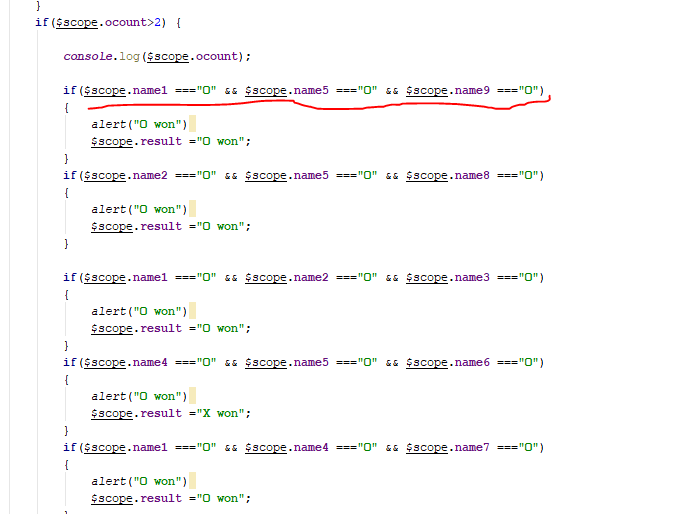 }
if($scope.ocount>2) {
console.log($scope.ocount);
if($scope.name1 ==="O" && $scope.name5 ==="O" && $scope.name9 ==="O")
{
alert("O won")
$scope.result ="O won";
}
if($scope.name2 ==="O" && $scope.name5 ==="O" && $scope.name8 ==="O")
{
alert("O won")
$scope.result ="O won";
}
if($scope.name1 ==="O" && $scope.name2 ==="O" && $scope.name3 ==="O")
{
alert("O won")
$scope.result ="O won";
}
if($scope.name4 ==="O" && $scope.name5 ==="O" && $scope.name6 ==="O")
{
alert("O won")
$scope.result ="X won";
}
if($scope.name1 ==="O" && $scope.name4 ==="O" && $scope.name7 ==="O")
{
alert("O won")
$scope.result ="O won";
}